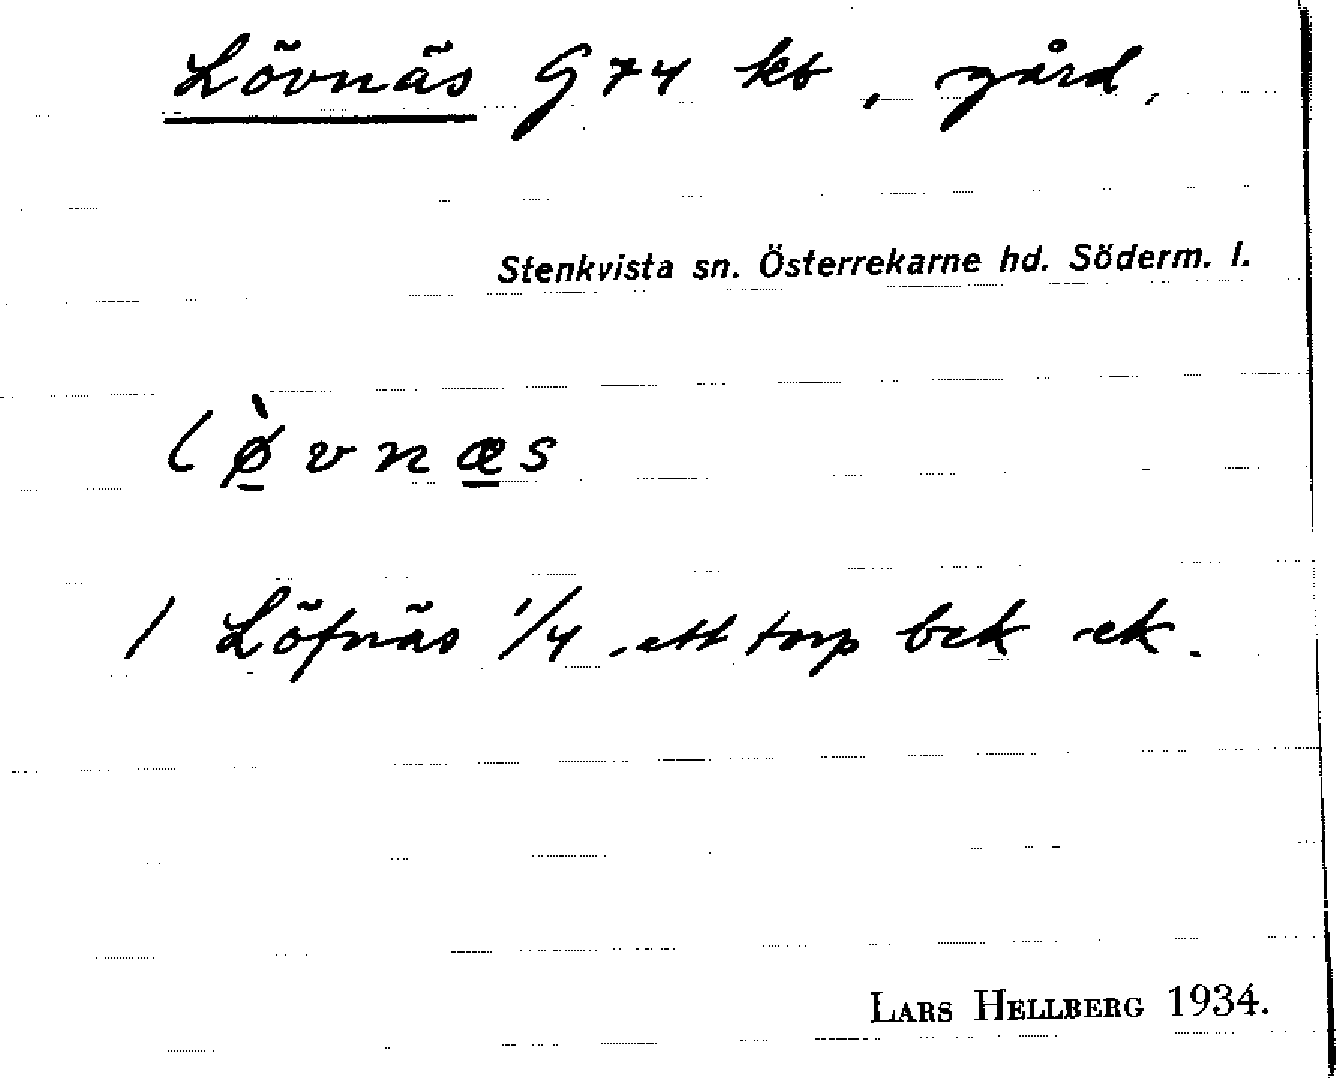 Lövnäs G74 kb, gård,
Stenkvista sn. Österrekarne hd. Söderm. l.
lø̠̀vnæ̠s
1 Löfnäs 1/4, ett torp bek -ek.
LARS HELLBERG 1934.